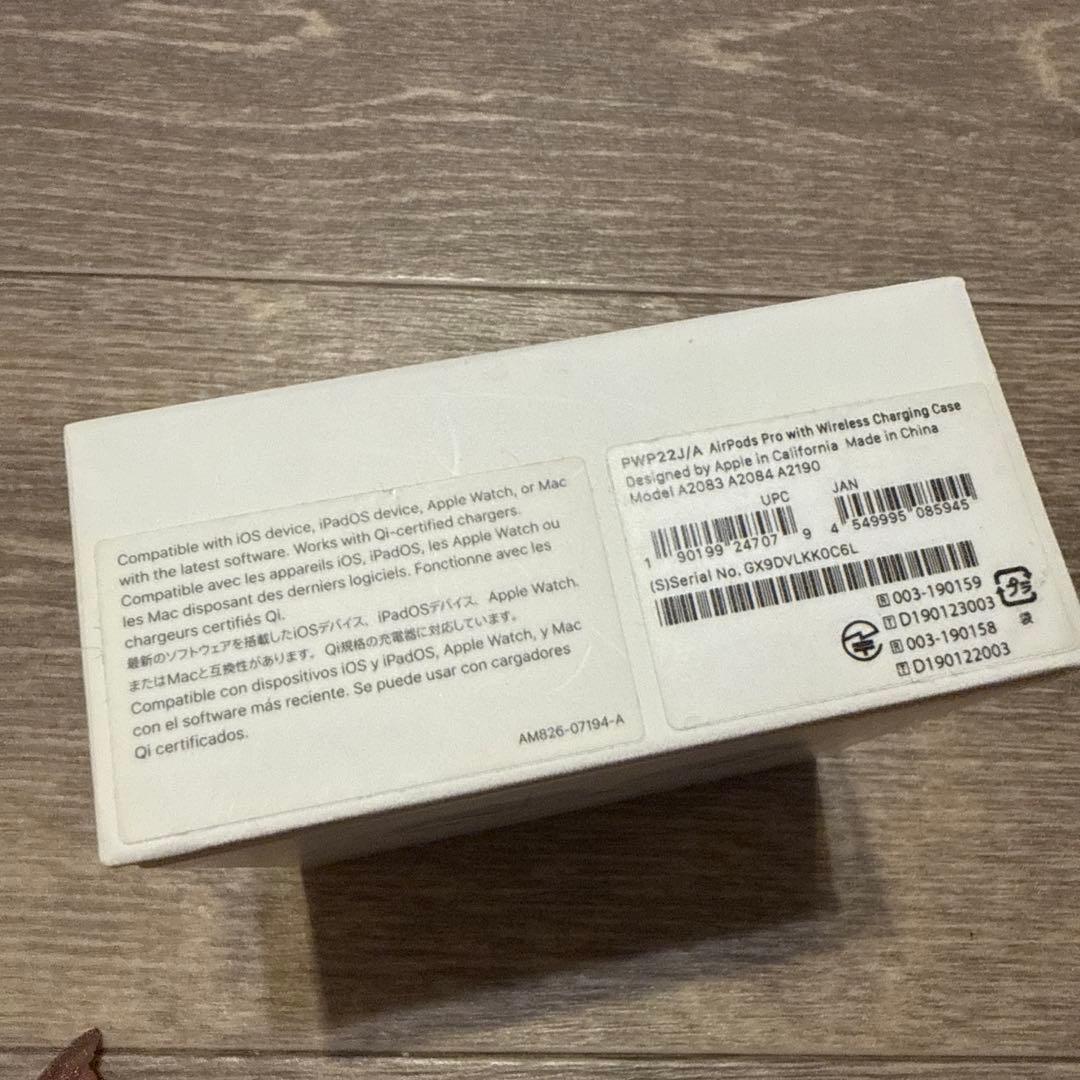 Compatible with iOS device, iPadOS device, Apple Watch, or Mac
with the latest software. Works with Qi-certified chargers.
Compatible avec les appareils iOS, iPadOS, les Apple Watch ou
les Mac disposant des derniers logiciels. Fonctionne avec les
chargeurs certifiés Qi.
最新のソフトウェアを搭載したiOSデバイス、iPadOSデバイス、Apple Watch、
またはMacと互換性があります。Qi規格の充電器に対応しています。
Compatible con dispositivos iOS y iPadOS, Apple Watch, y Mac
con el software más reciente. Se puede usar con cargadores
Qi certificados.
AM826-07194-A
PWP22J/A AirPods Pro with Wireless Charging Case
Designed by Apple in California Made in China
Model A2083 A2084 A2190
UPC
1 90199 24707 9
JAN
4 549995 085945
(S)Serial No. GX9DVLKK0C6L
R 003-190159
T D190123003
R 003-190158
T D190122003
プラ
袋